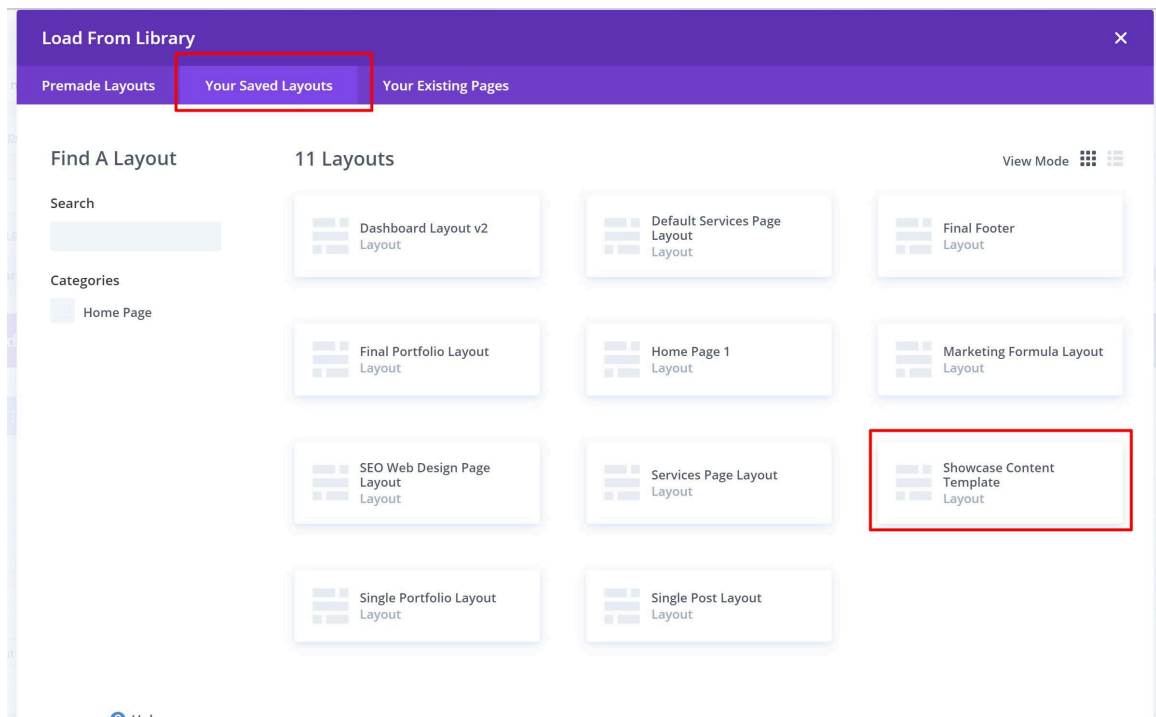 Load From Library
Premade Layouts Your Saved Layouts Your Existing Pages
Find A Layout
11 Layouts
View Mode
Search
Categories
Home Page
Dashboard Layout v2
Layout
Default Services Page
Layout
Layout
Final Footer
Layout
Final Portfolio Layout
Layout
Home Page 1
Layout
Marketing Formula Layout
Layout
SEO Web Design Page
Layout
Layout
Services Page Layout
Layout
Showcase Content
Template
Layout
Single Portfolio Layout
Layout
Single Post Layout
Layout